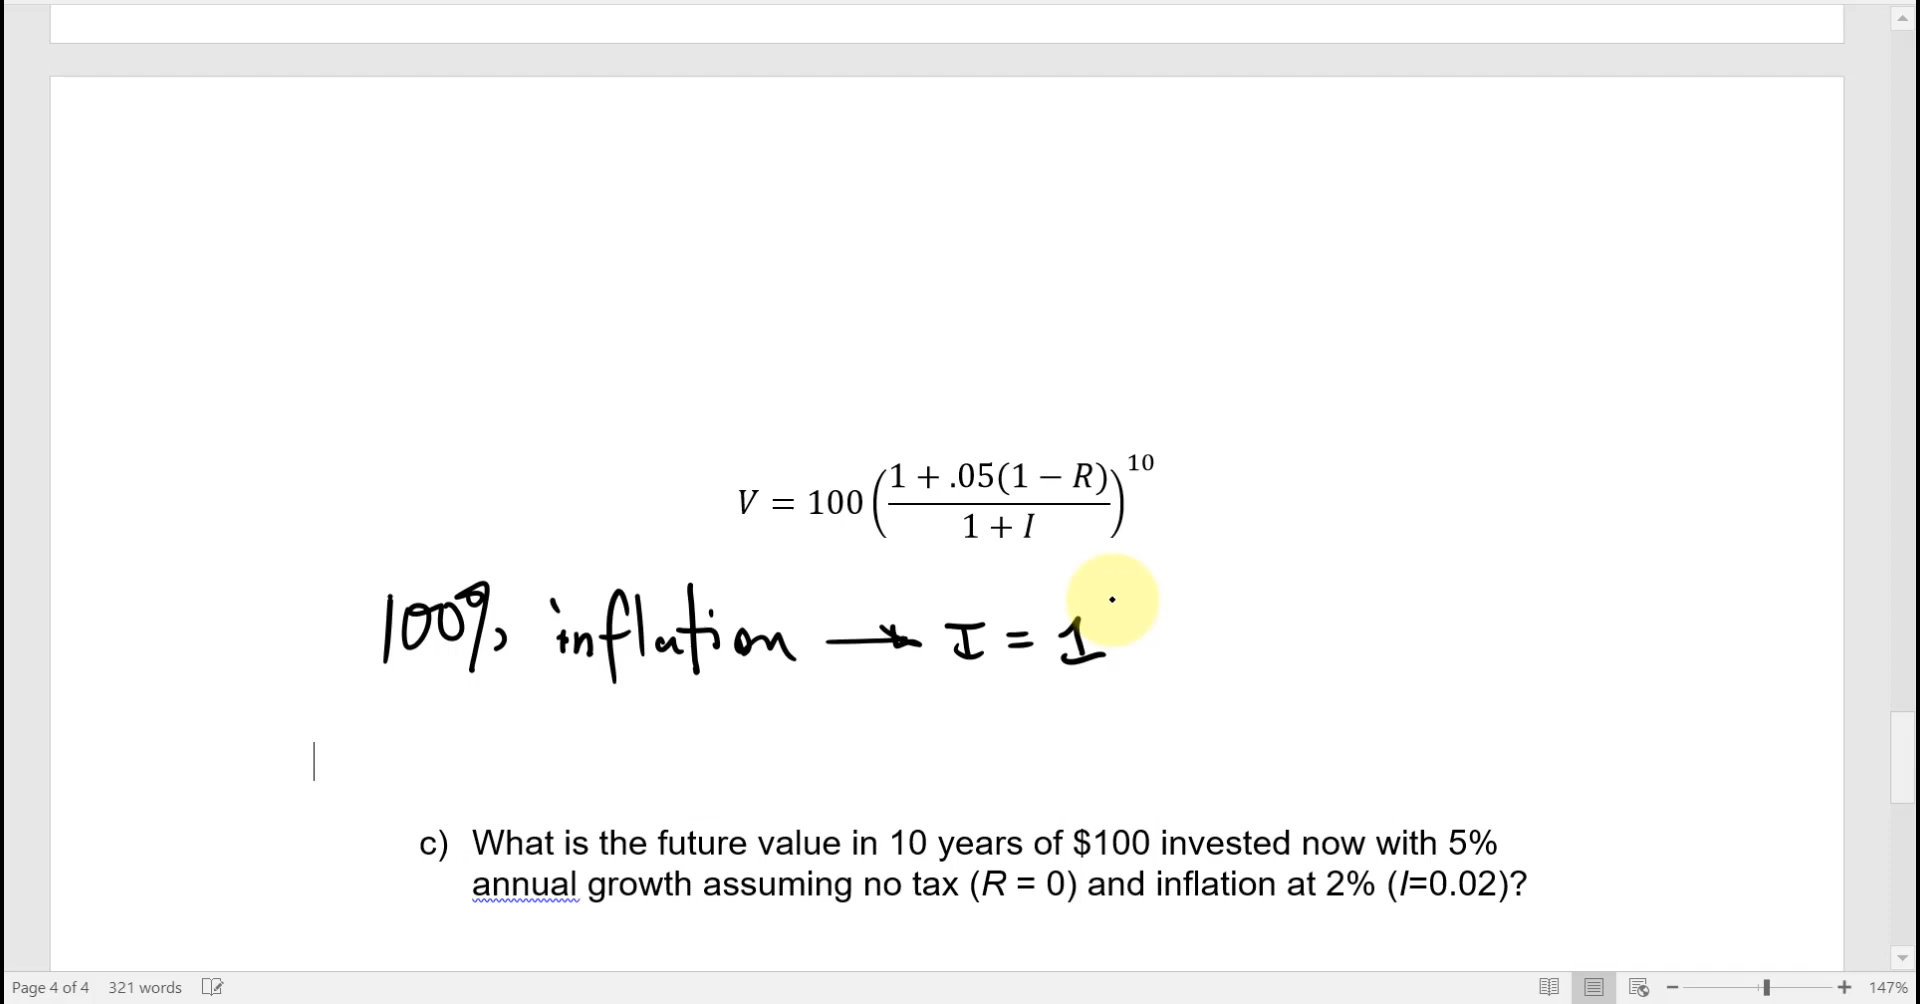 V = 100 ((1 + .05(1 − R))/(1 + I))^10
100% inflation → I = 1
c) What is the future value in 10 years of $100 invested now with 5%
annual growth assuming no tax (R = 0) and inflation at 2% (I=0.02)?
Page 4 of 4 321 words 147%